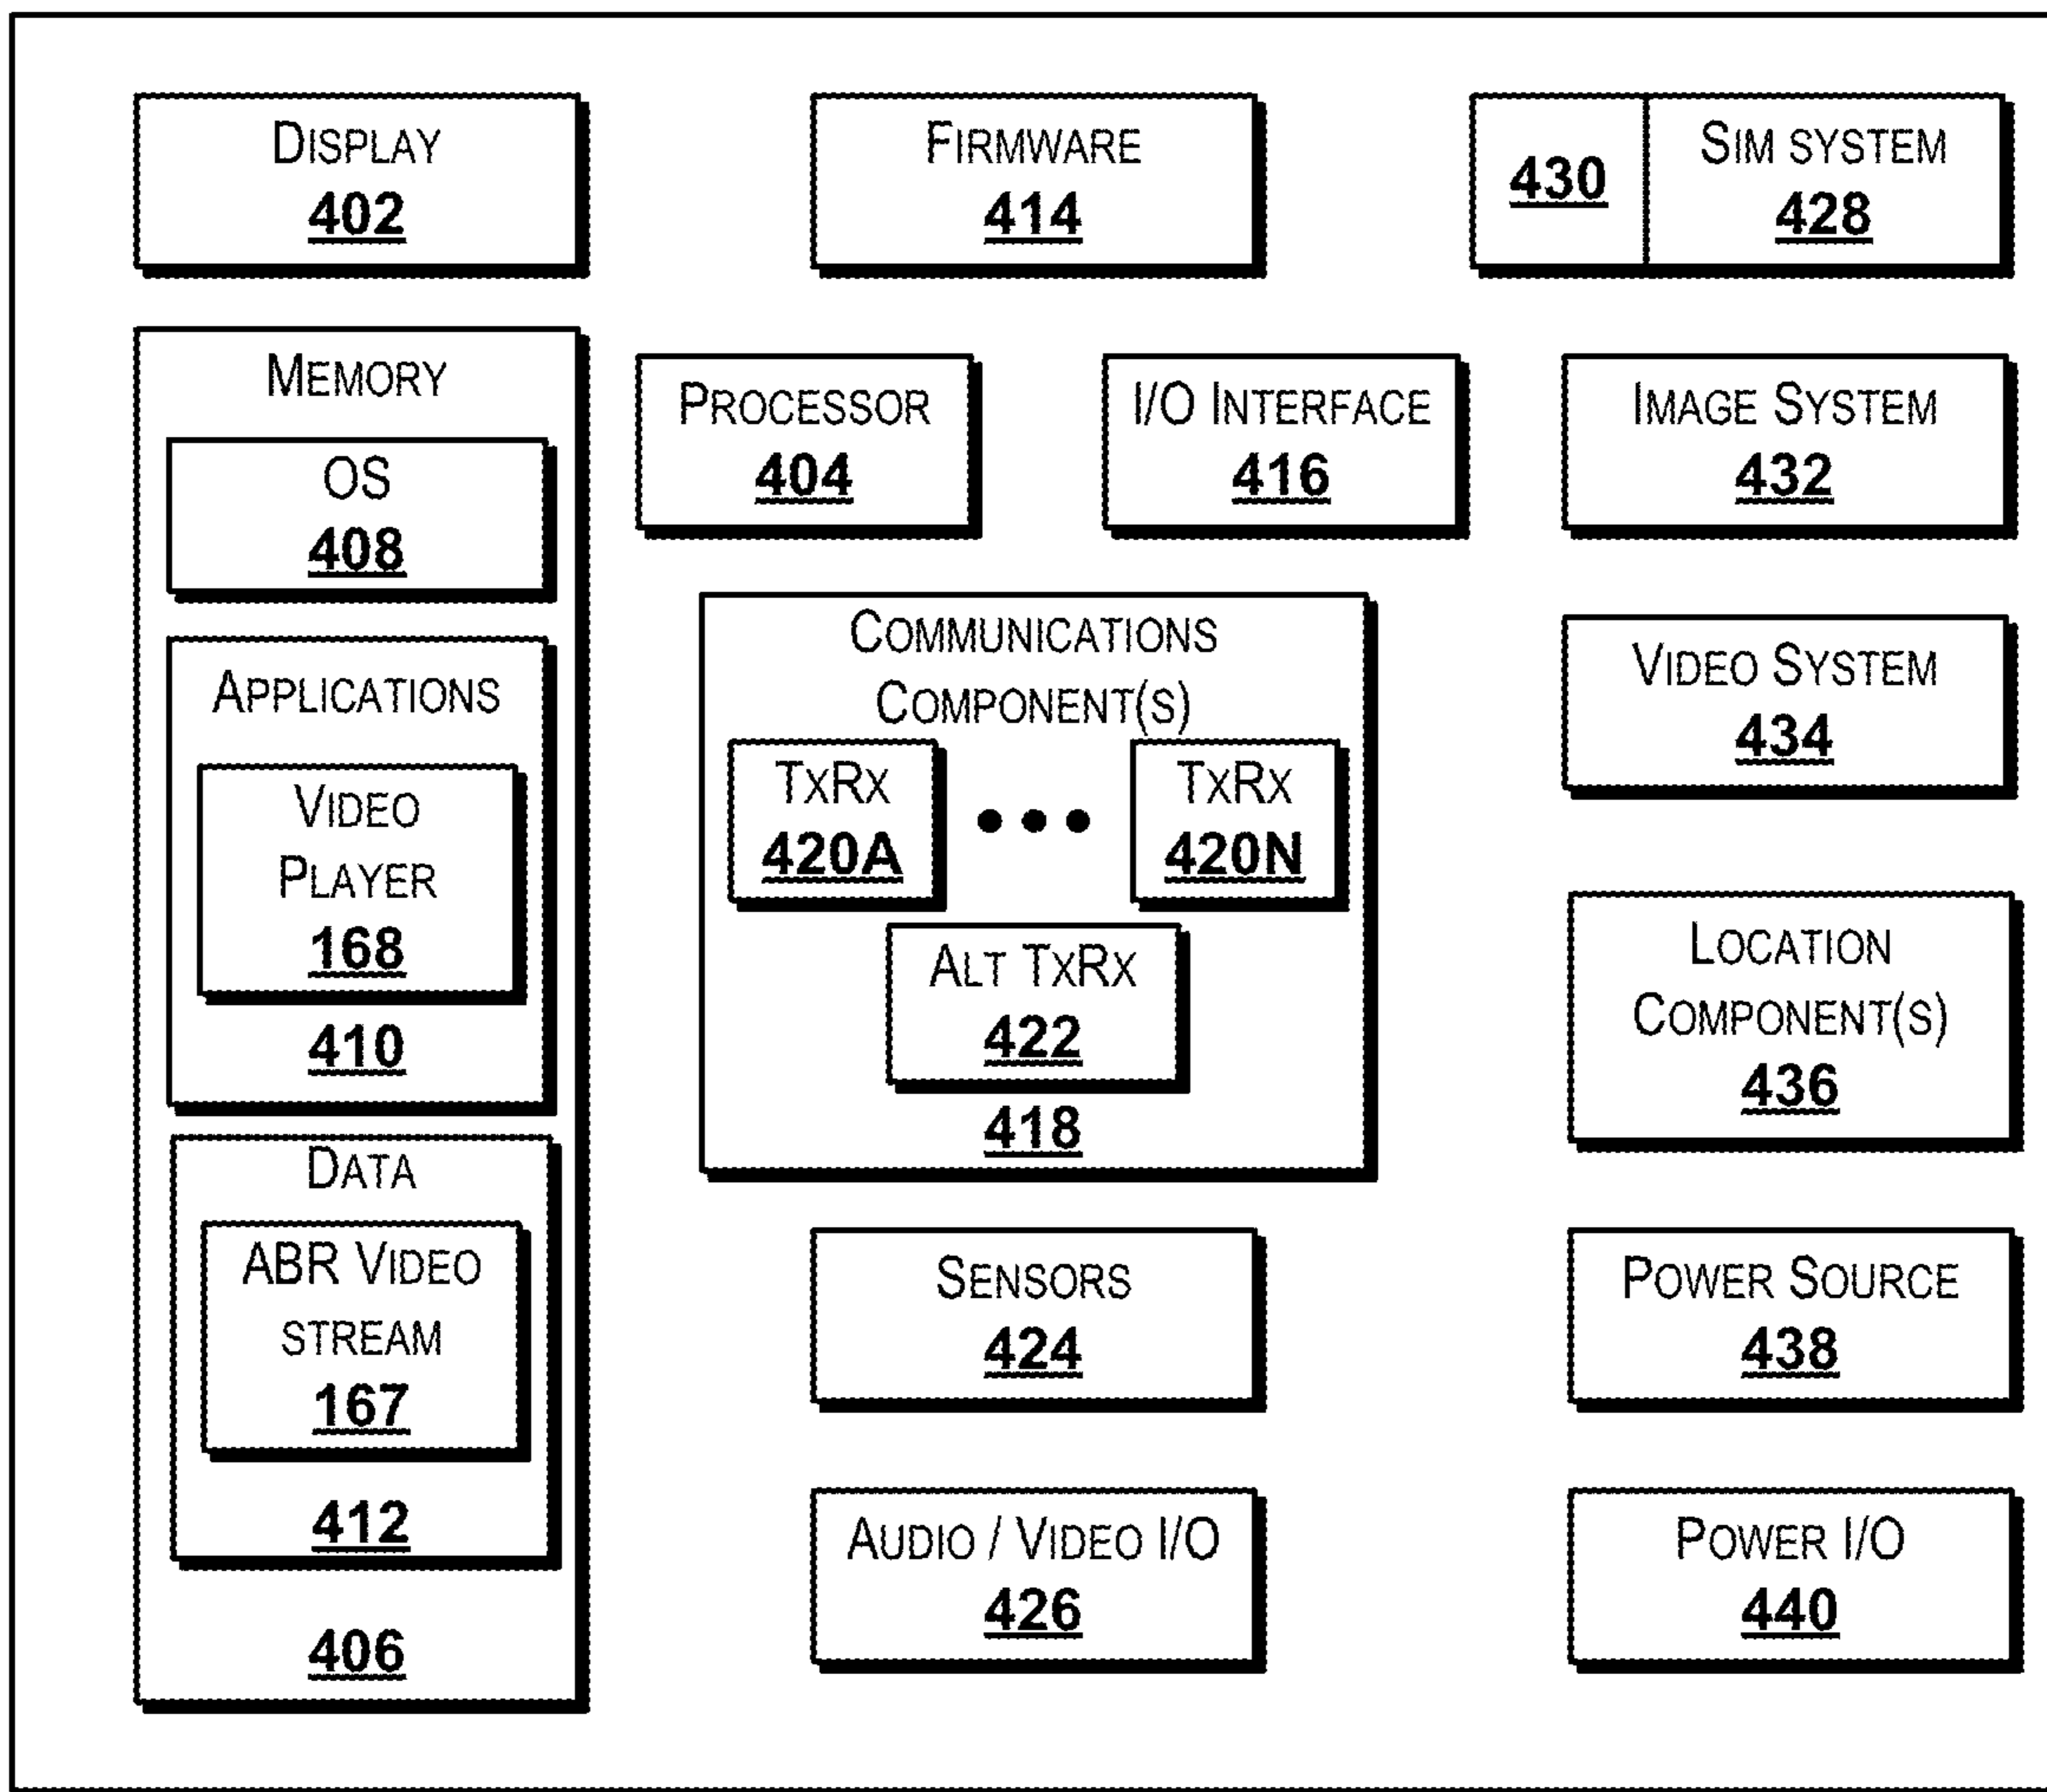 DISPLAY
402
FIRMWARE
414
430
SIM SYSTEM
428
MEMORY
OS
408
APPLICATIONS
VIDEO
PLAYER
168
410
DATA
ABR VIDEO
STREAM
167
412
406
PROCESSOR
404
I/O INTERFACE
416
IMAGE SYSTEM
432
COMMUNICATIONS
COMPONENT(S)
TXRX
420A
TXRX
420N
ALT TXRX
422
418
VIDEO SYSTEM
434
LOCATION
COMPONENT(S)
436
SENSORS
424
POWER SOURCE
438
AUDIO / VIDEO I/O
426
POWER I/O
440